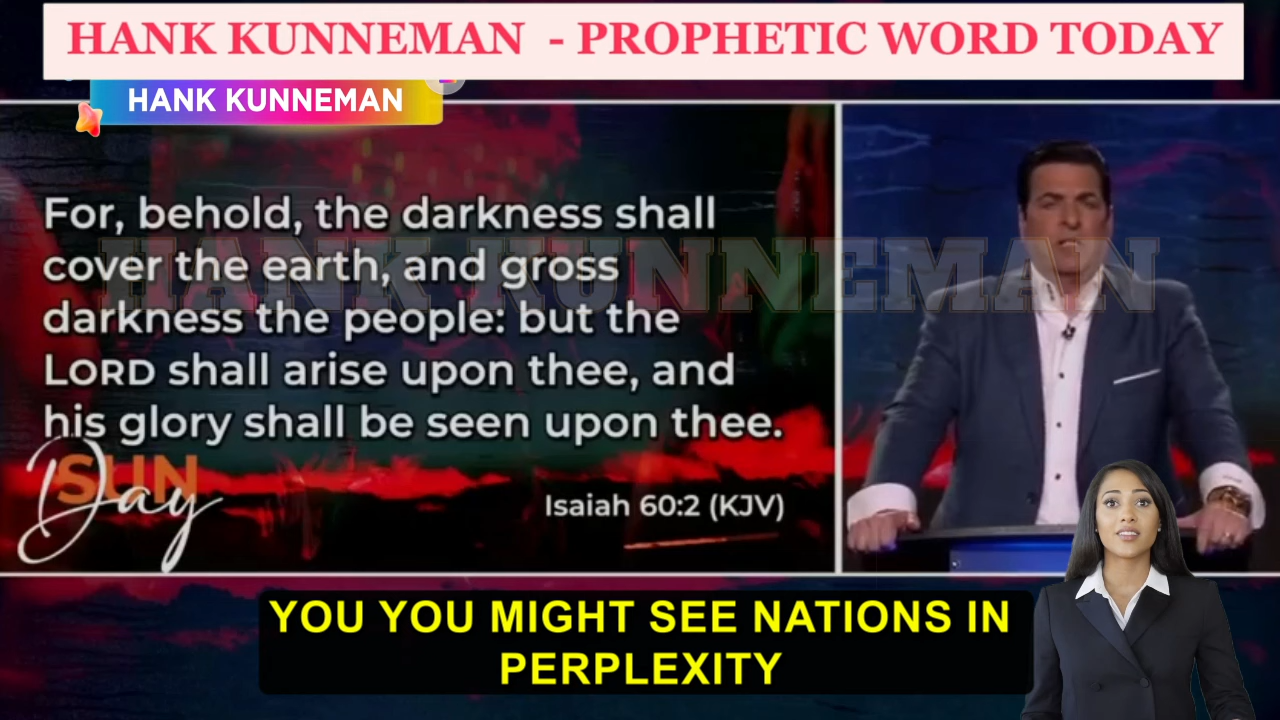 HANK KUNNEMAN - PROPHETIC WORD TODAY
HANK KUNNEMAN
For, behold, the darkness shall
cover the earth, and gross
darkness the people: but the
LORD shall arise upon thee, and
his glory shall be seen upon thee.
HANK KUNNEMAN
SUN
Day
Isaiah 60:2 (KJV)
YOU YOU MIGHT SEE NATIONS IN
PERPLEXITY